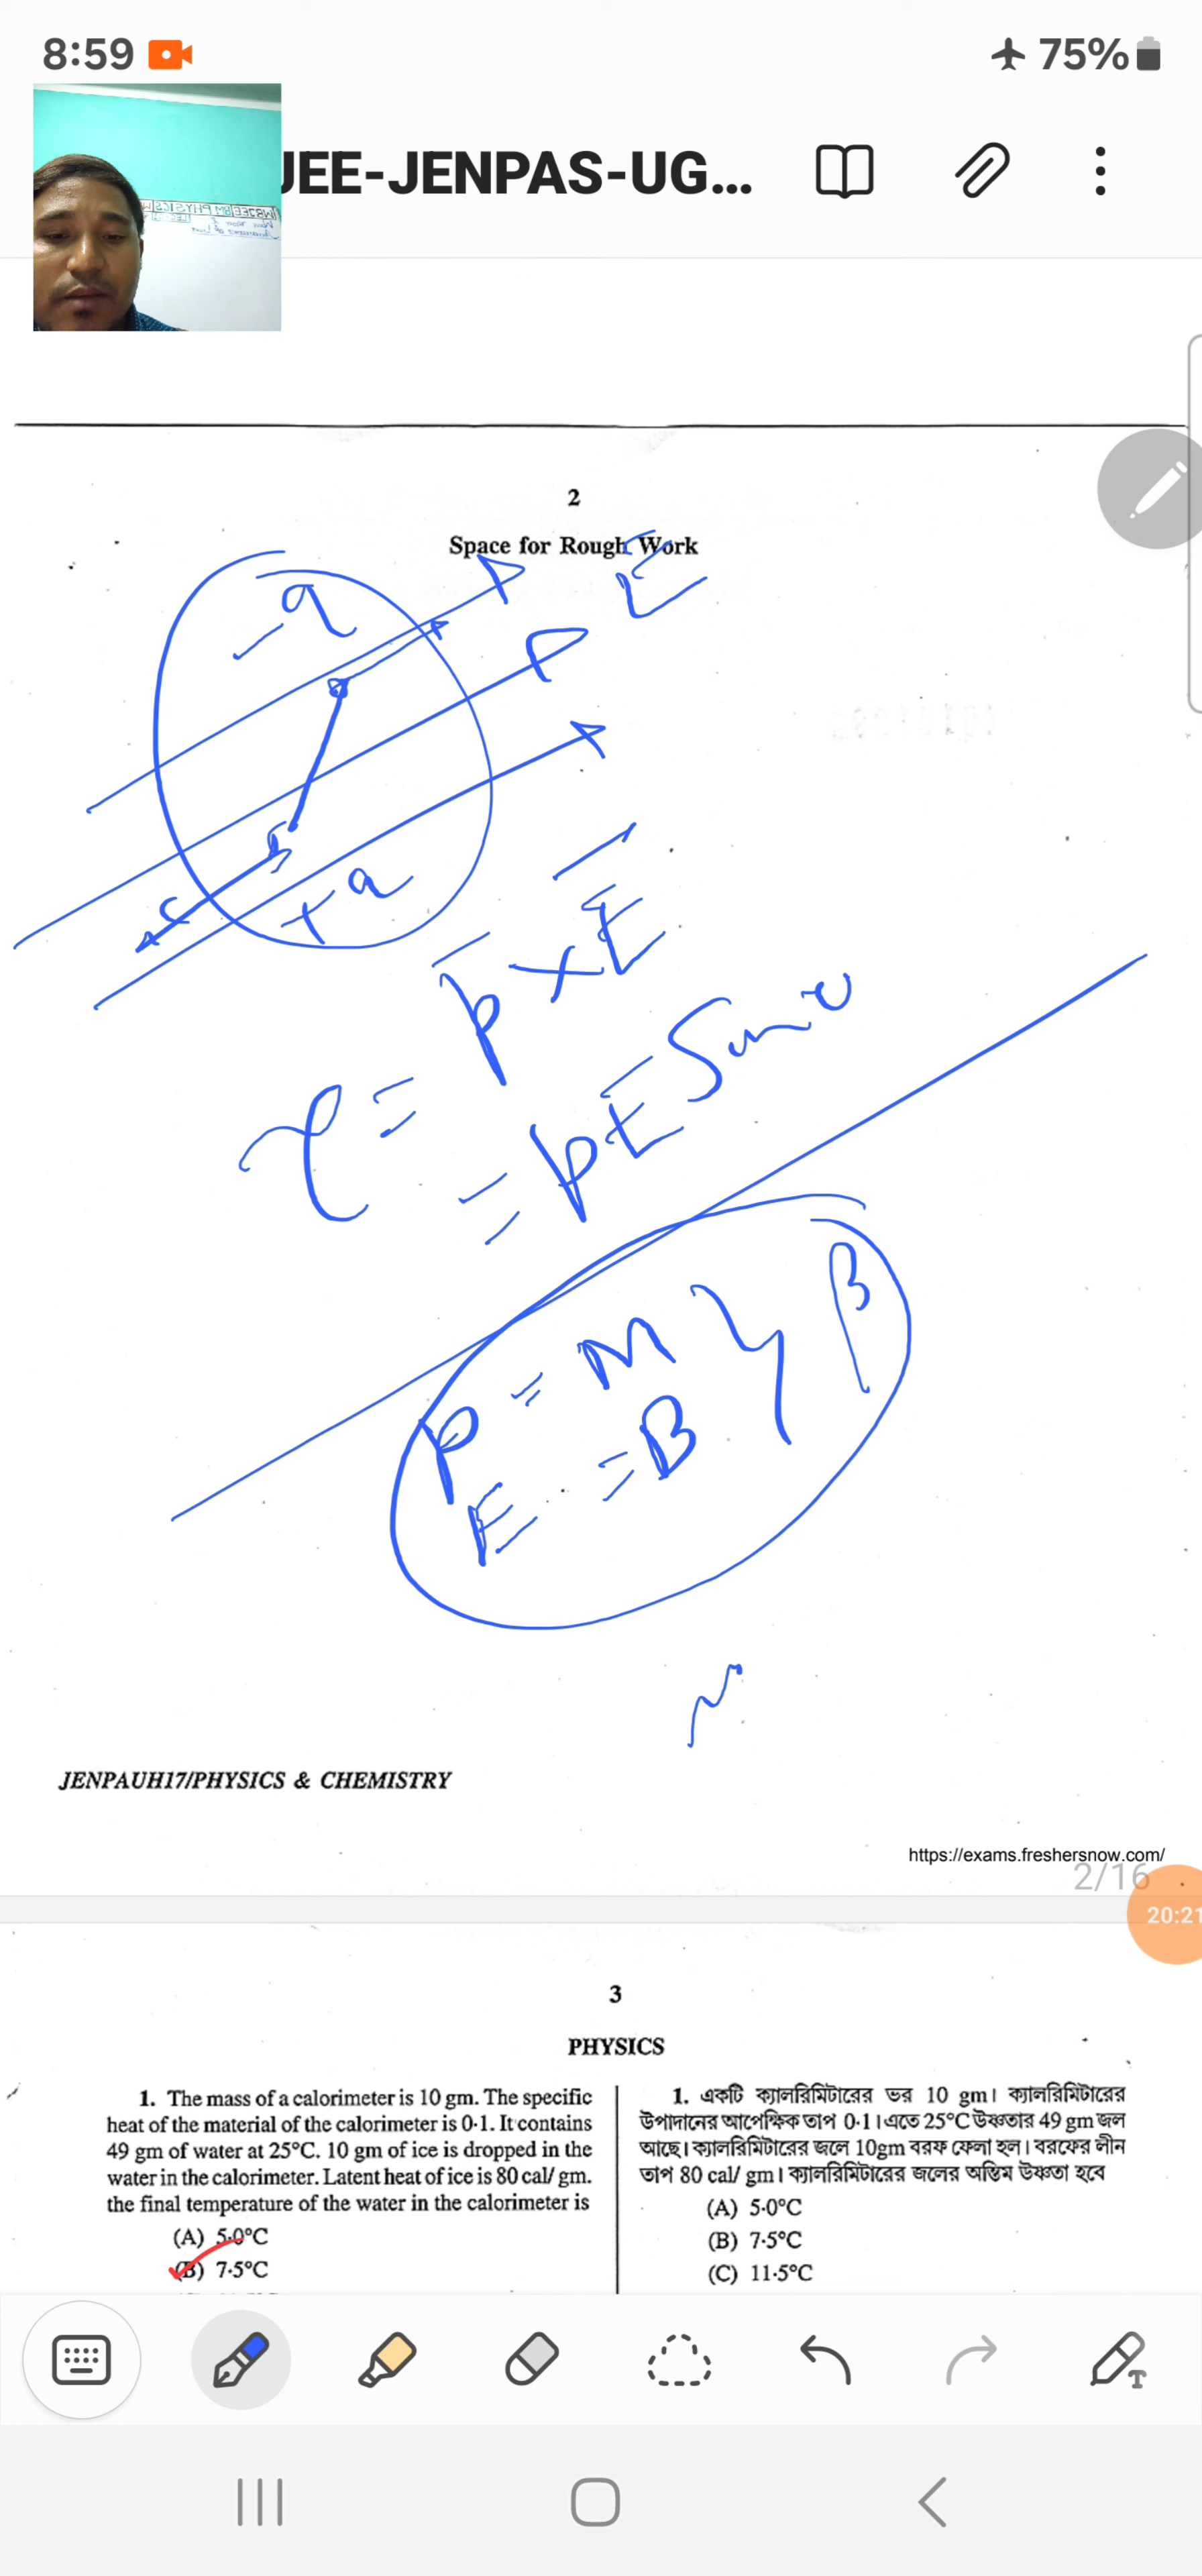 8:59
75%
JEE-JENPAS-UG...
2
Space for Rough Work
-q
E
+q
τ = p × E
= pE Sinθ
p = M
E = B
B
M
JENPAUH17/PHYSICS & CHEMISTRY
https://exams.freshersnow.com/
2/16
20:21
3
PHYSICS
1. The mass of a calorimeter is 10 gm. The specific
heat of the material of the calorimeter is 0·1. It contains
49 gm of water at 25°C. 10 gm of ice is dropped in the
water in the calorimeter. Latent heat of ice is 80 cal/ gm.
the final temperature of the water in the calorimeter is
(A) 5·0°C
(B) 7·5°C
1. একটি ক্যালরিমিটারের ভর 10 gm। ক্যালরিমিটারের
উপাদানের আপেক্ষিক তাপ 0·1।এতে 25°C উষ্ণতার 49 gm জল
আছে। ক্যালরিমিটারের জলে 10gm বরফ ফেলা হল। বরফের লীন
তাপ 80 cal/ gm। ক্যালরিমিটারের জলের অন্তিম উষ্ণতা হবে
(A) 5·0°C
(B) 7·5°C
(C) 11·5°C